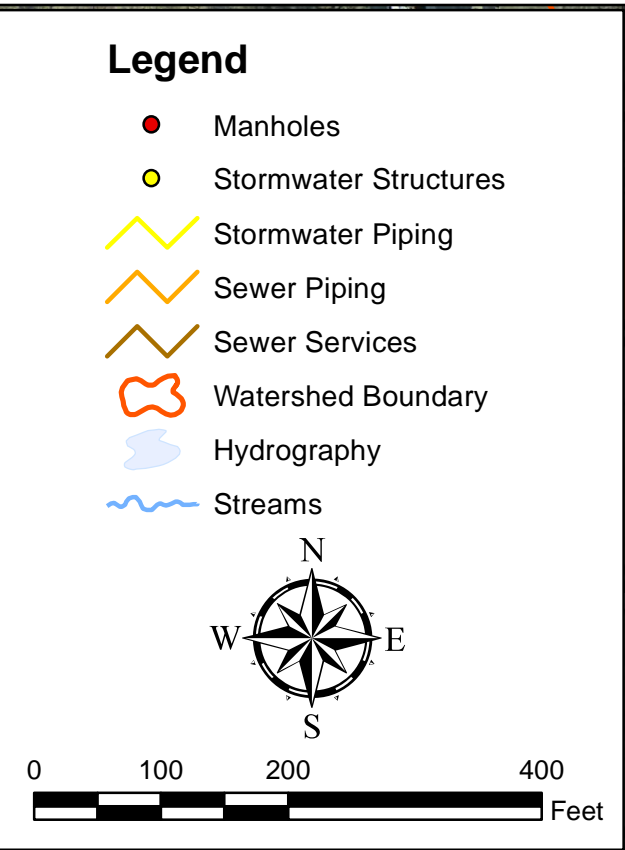 Legend
Manholes
Stormwater Structures
Stormwater Piping
Sewer Piping
Sewer Services
Watershed Boundary
Hydrography
Streams
N
W E
S
0 100 200 400
Feet